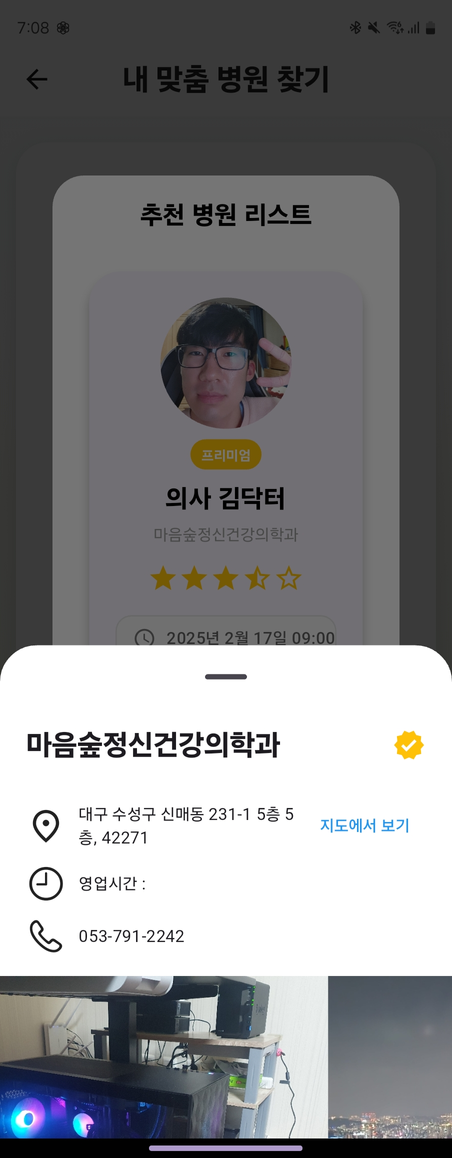 7:08
내 맞춤 병원 찾기
추천 병원 리스트
프리미엄
의사 김닥터
마음숲정신건강의학과
2025년 2월 17일 09:00
마음숲정신건강의학과
대구 수성구 신매동 231-1 5층 5
층, 42271
지도에서 보기
영업시간 :
053-791-2242